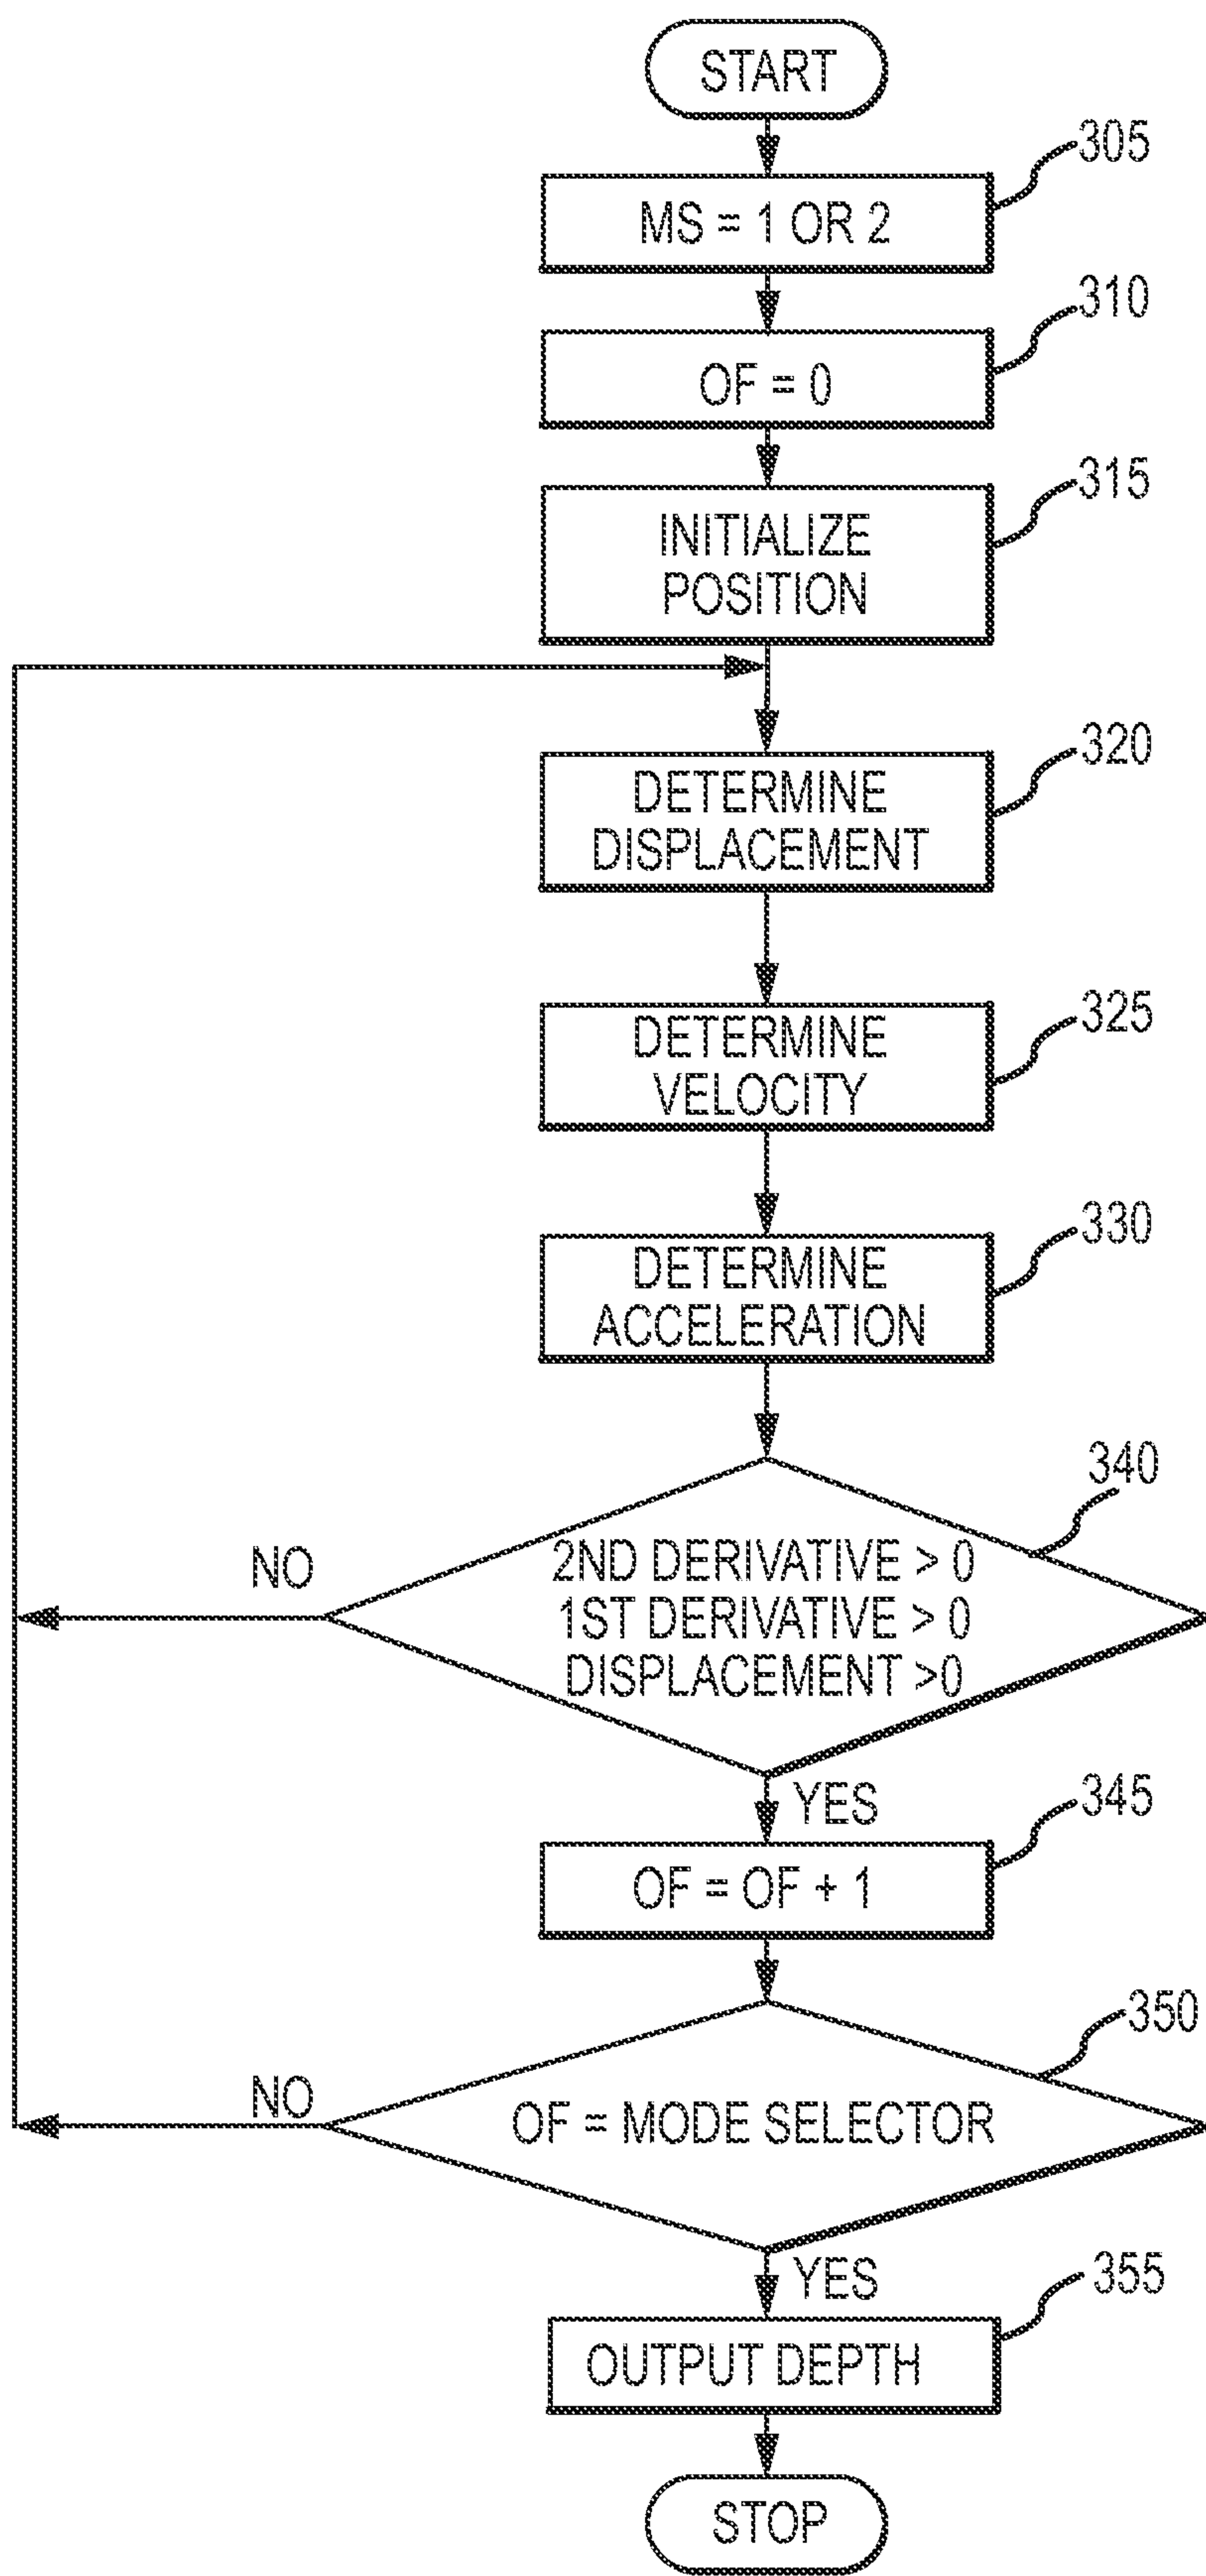 START
305
MS = 1 OR 2
310
OF = 0
315
INITIALIZE
POSITION
320
DETERMINE
DISPLACEMENT
325
DETERMINE
VELOCITY
330
DETERMINE
ACCELERATION
340
NO
2ND DERIVATIVE > 0
1ST DERIVATIVE > 0
DISPLACEMENT >0
YES
345
OF = OF + 1
350
NO
OF = MODE SELECTOR
YES
355
OUTPUT DEPTH
STOP